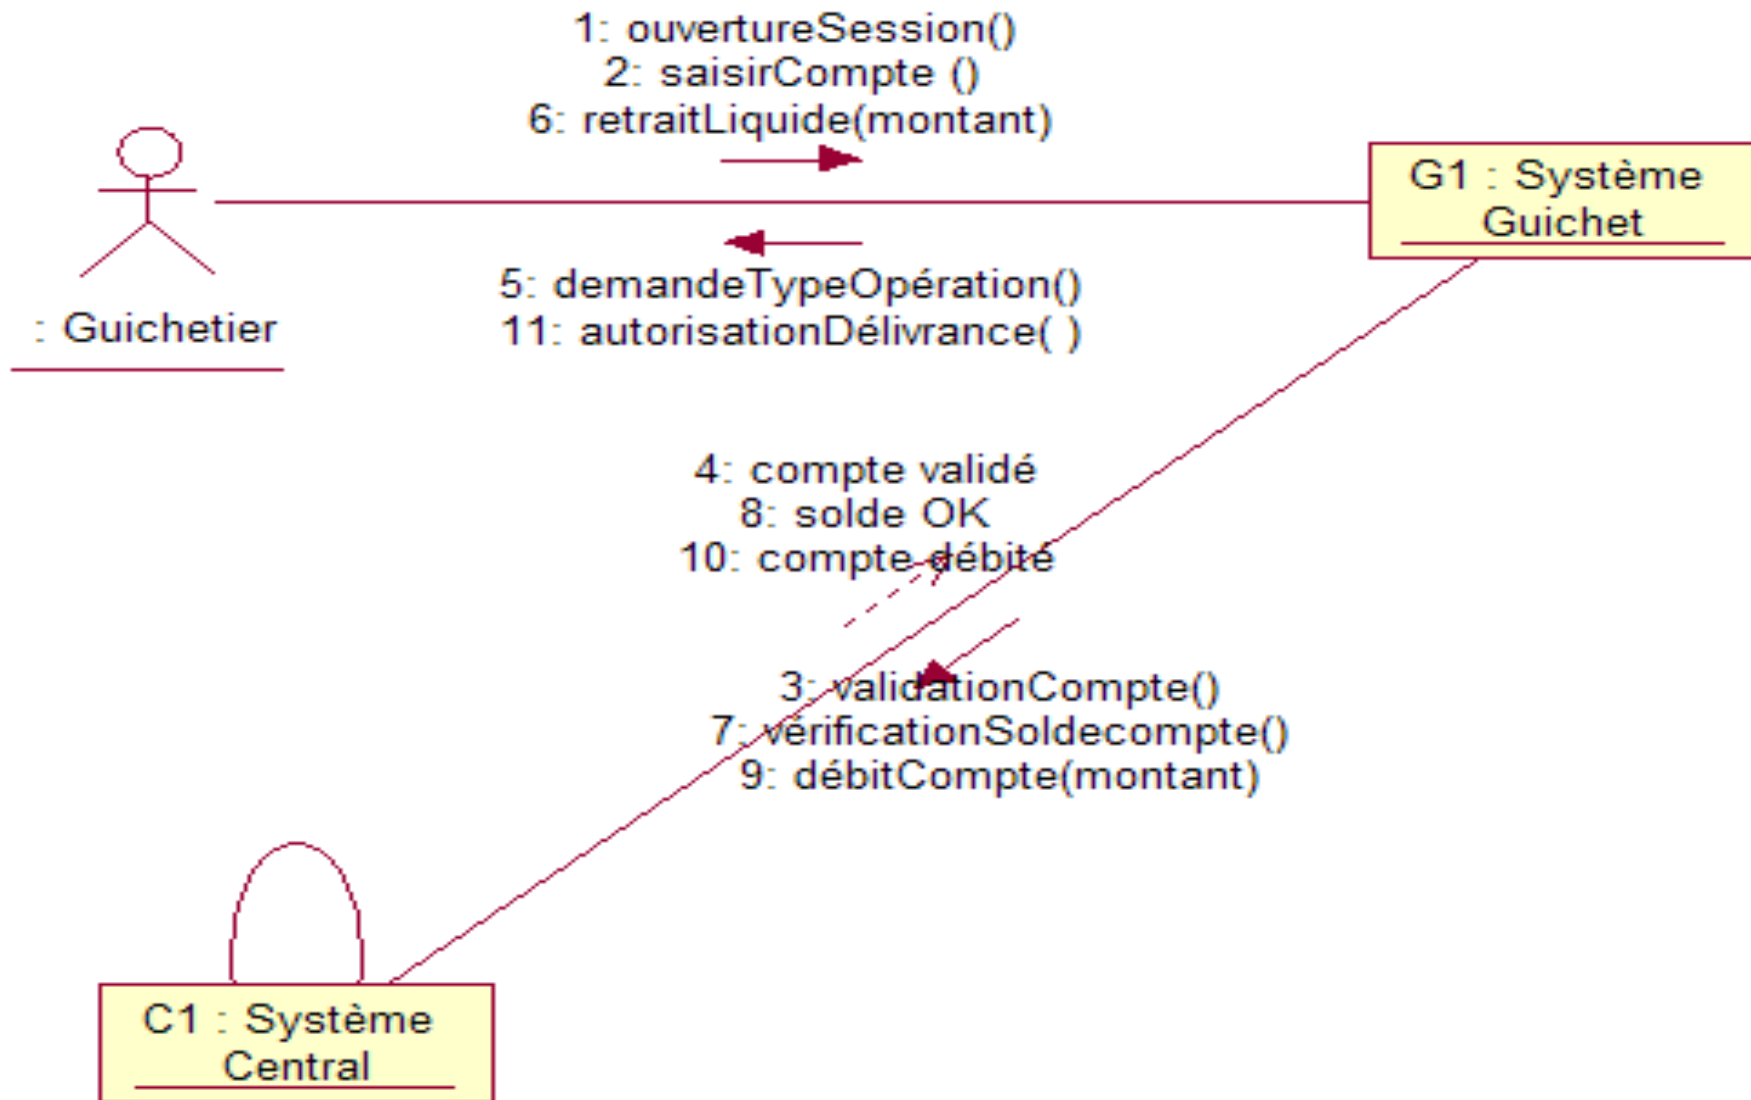 1: ouvertureSession()
2: saisirCompte ()
6: retraitLiquide(montant)
G1 : Système
Guichet
5: demandeTypeOpération()
11: autorisationDélivrance( )
: Guichetier
4: compte validé
8: solde OK
10: compte débité
3: validationCompte()
7: vérificationSoldecompte()
9: débitCompte(montant)
C1 : Système
Central